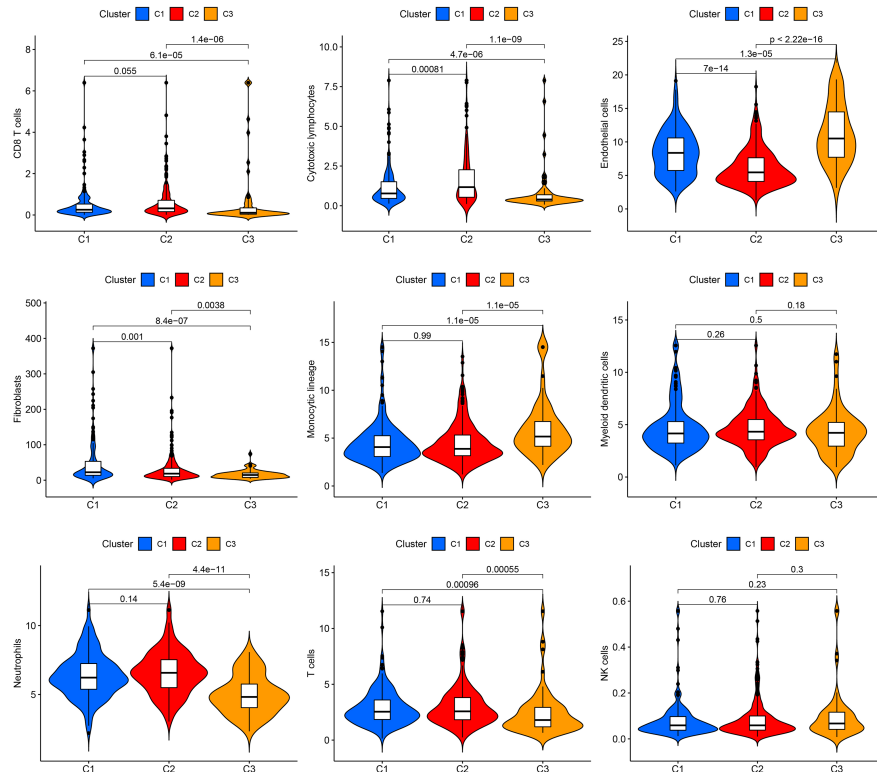 Cluster C1 C2 C3
CD8 T cells
8
6
4
2
0
1.4e−06
6.1e−05
0.055
C1 C2 C3
Cluster C1 C2 C3
Cytotoxic lymphocytes
10.0
7.5
5.0
2.5
0.0
1.1e−09
4.7e−06
0.00081
C1 C2 C3
Cluster C1 C2 C3
Endothelial cells
25
20
15
10
5
0
p < 2.22e−16
1.3e−05
7e−14
C1 C2 C3
Cluster C1 C2 C3
Fibroblasts
500
400
300
200
100
0
0.0038
8.4e−07
0.001
C1 C2 C3
Cluster C1 C2 C3
Monocytic lineage
15
10
5
0
1.1e−05
1.1e−05
0.99
C1 C2 C3
Cluster C1 C2 C3
Myeloid dendritic cells
15
10
5
0
0.18
0.5
0.26
C1 C2 C3
Cluster C1 C2 C3
Neutrophils
10
5
4.4e−11
5.4e−09
0.14
C1 C2 C3
Cluster C1 C2 C3
T cells
15
10
5
0
0.00055
0.00096
0.74
C1 C2 C3
Cluster C1 C2 C3
NK cells
0.6
0.4
0.2
0.0
0.3
0.23
0.76
C1 C2 C3